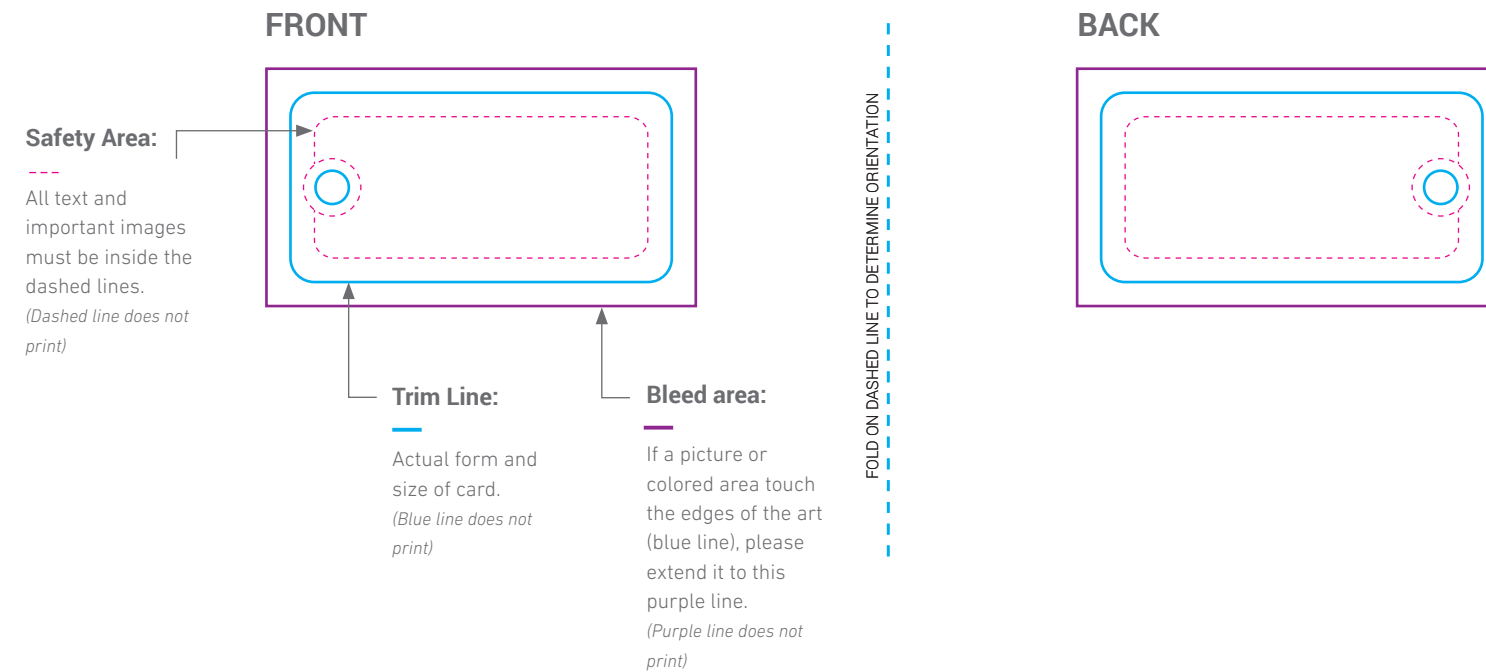 FRONT
BACK
Safety Area:
All text and
important images
must be inside the
dashed lines.
(Dashed line does not
print)
Trim Line:
Actual form and
size of card.
(Blue line does not
print)
Bleed area:
If a picture or
colored area touch
the edges of the art
(blue line), please
extend it to this
purple line.
(Purple line does not
print)
FOLD ON DASHED LINE TO DETERMINE ORIENTATION